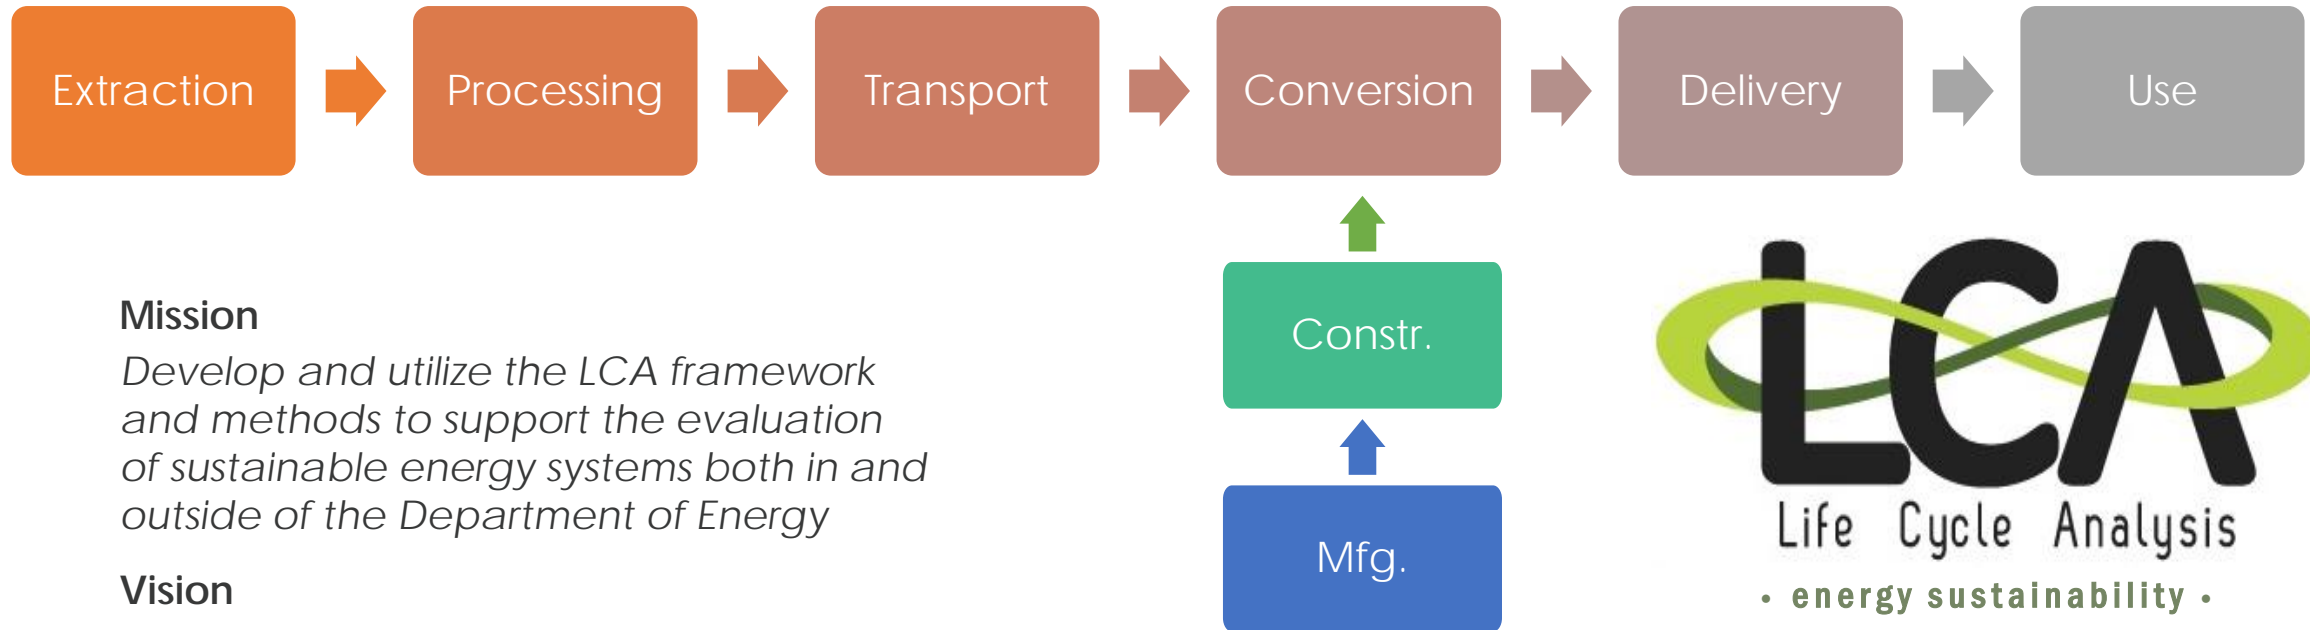 Extraction
Processing
Transport
Conversion
Delivery
Use
Constr.
Mfg.
Mission
Develop and utilize the LCA framework
and methods to support the evaluation
of sustainable energy systems both in and
outside of the Department of Energy
Vision
LCA
Life Cycle Analysis
• energy sustainability •